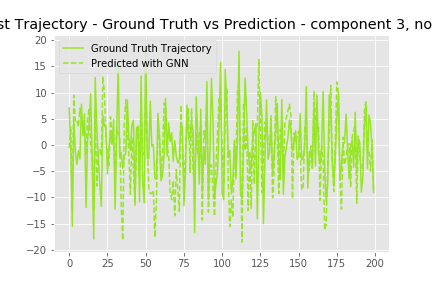 st Trajectory - Ground Truth vs Prediction - component 3, no
Ground Truth Trajectory
Predicted with GNN
20
15
10
5
0
−5
−10
−15
−20
0 25 50 75 100 125 150 175 200